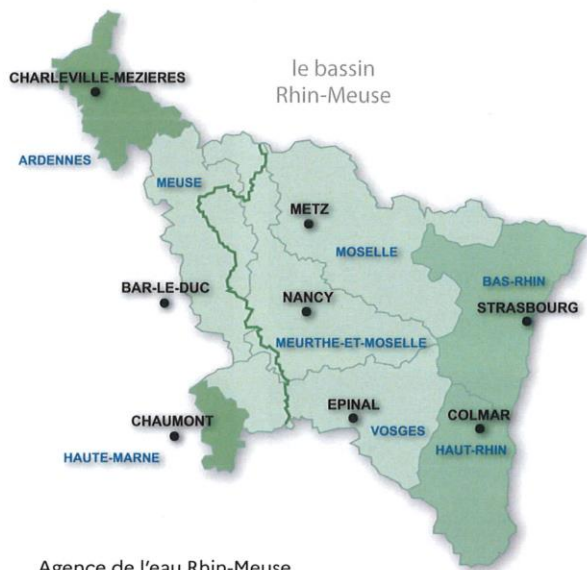 le bassin
Rhin-Meuse
CHARLEVILLE-MEZIERES
ARDENNES
MEUSE
METZ
MOSELLE
BAS-RHIN
BAR-LE-DUC
NANCY
STRASBOURG
MEURTHE-ET-MOSELLE
EPINAL
CHAUMONT
COLMAR
VOSGES
HAUTE-MARNE
HAUT-RHIN
Agence de l'eau Rhin-Meuse